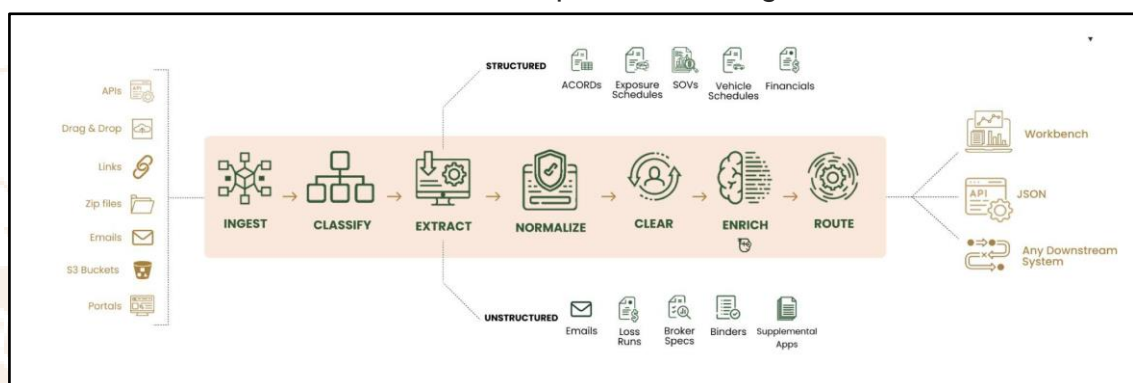 STRUCTURED
ACORDs
Exposure
Schedules
SOVs
Vehicle
Schedules
Financials
APIs
API
Drag & Drop
Links
Zip files
Emails
S3 Buckets
Portals
INGEST
CLASSIFY
EXTRACT
NORMALIZE
CLEAR
ENRICH
ROUTE
Workbench
API
JSON
Any Downstream
System
UNSTRUCTURED
Emails
Loss
Runs
Broker
Specs
Binders
Supplemental
Apps